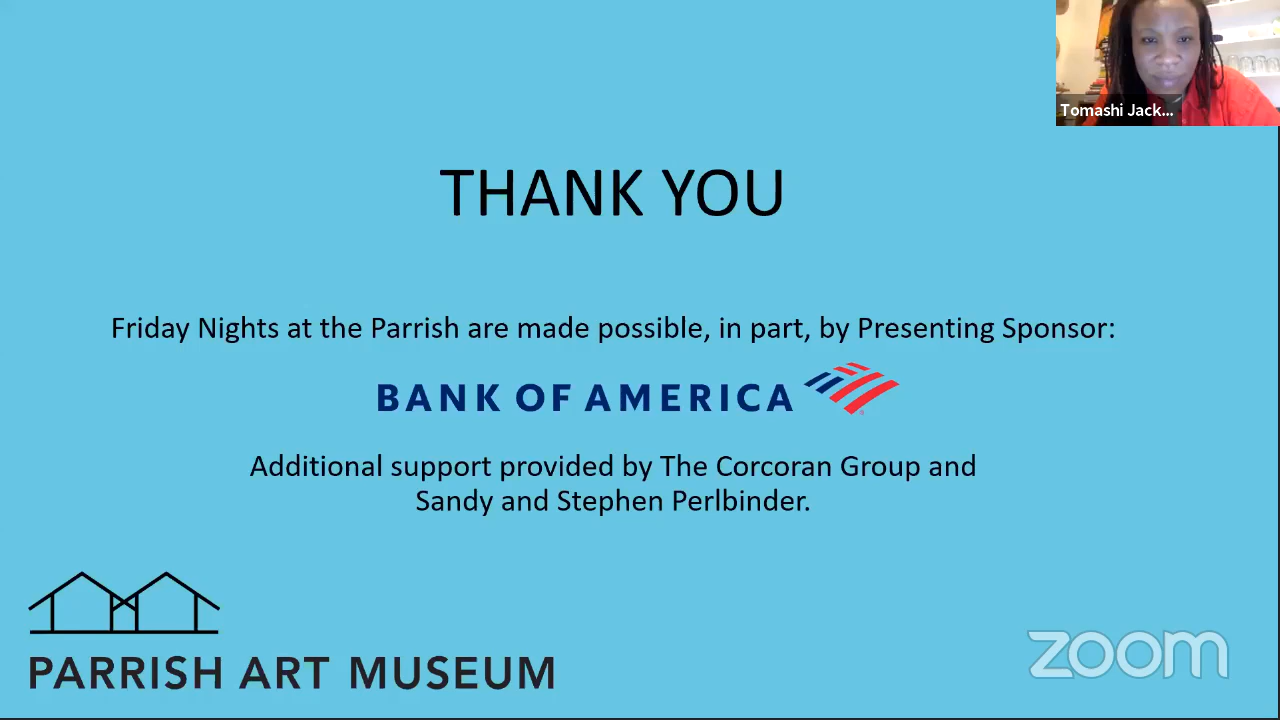 Tomashi Jack...
THANK YOU
Friday Nights at the Parrish are made possible, in part, by Presenting Sponsor:
BANK OF AMERICA
Additional support provided by The Corcoran Group and
Sandy and Stephen Perlbinder.
PARRISH ART MUSEUM
zoom